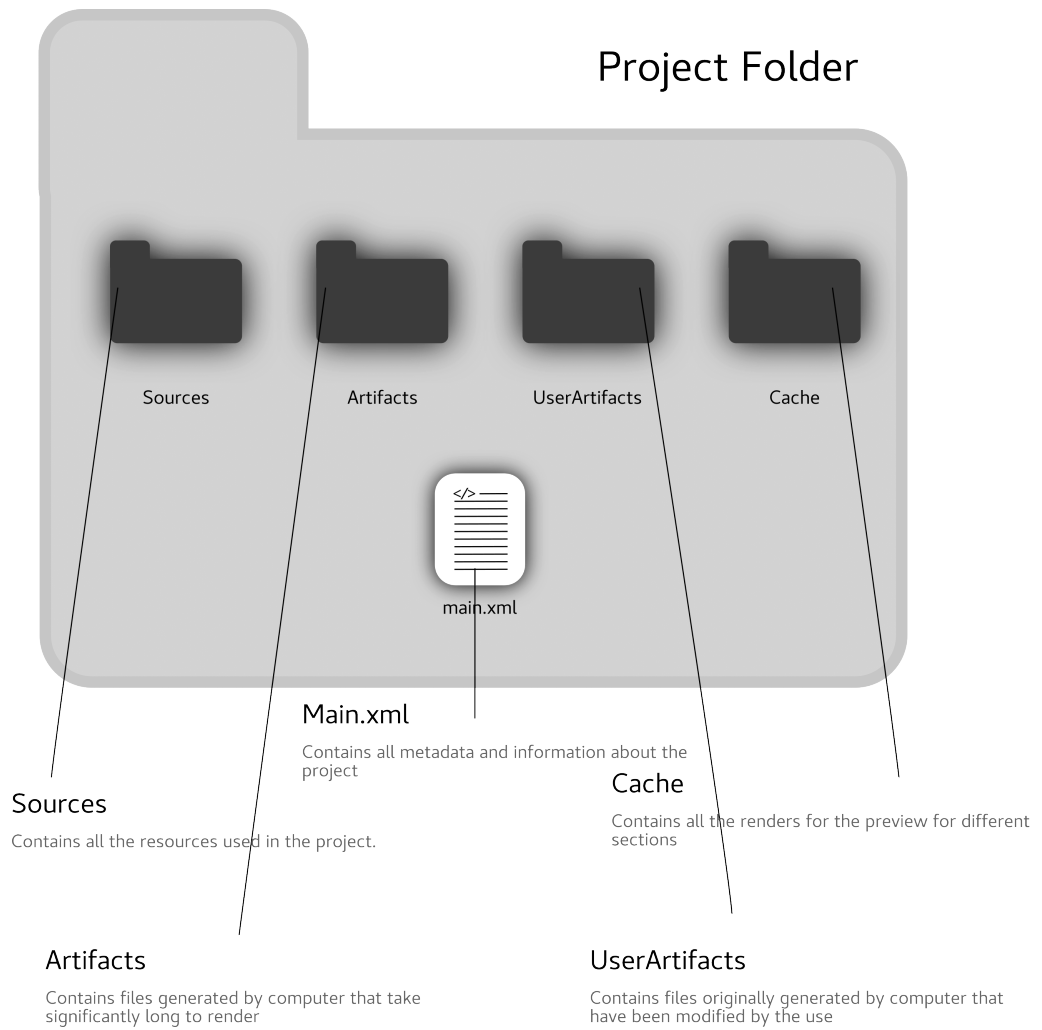 Project Folder
Sources
Artifacts
UserArtifacts
Cache
</>
main.xml
Main.xml
Contains all metadata and information about the
project
Cache
Contains all the renders for the preview for different
sections
Sources
Contains all the resources used in the project.
Artifacts
Contains files generated by computer that take
significantly long to render
UserArtifacts
Contains files originally generated by computer that
have been modified by the use